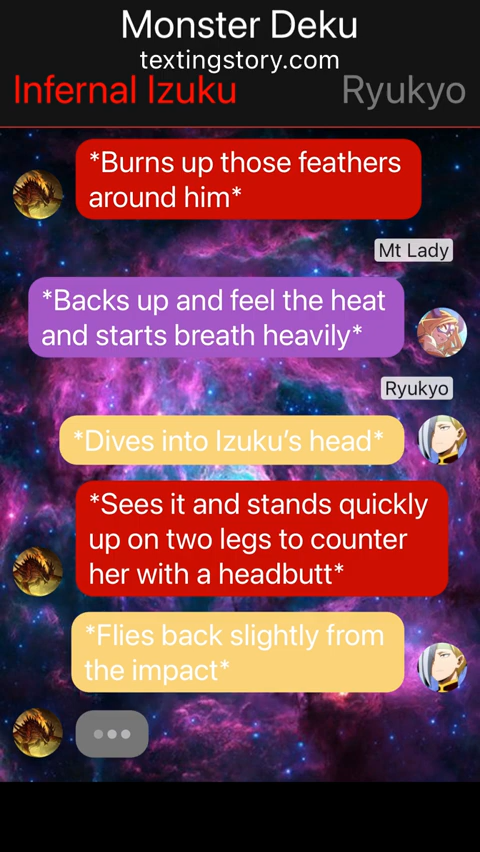 Monster Deku
textingstory.com
Infernal Izuku
Ryukyo
*Burns up those feathers
around him*
Mt Lady
*Backs up and feel the heat
and starts breath heavily*
Ryukyo
*Dives into Izuku’s head*
*Sees it and stands quickly
up on two legs to counter
her with a headbutt*
*Flies back slightly from
the impact*